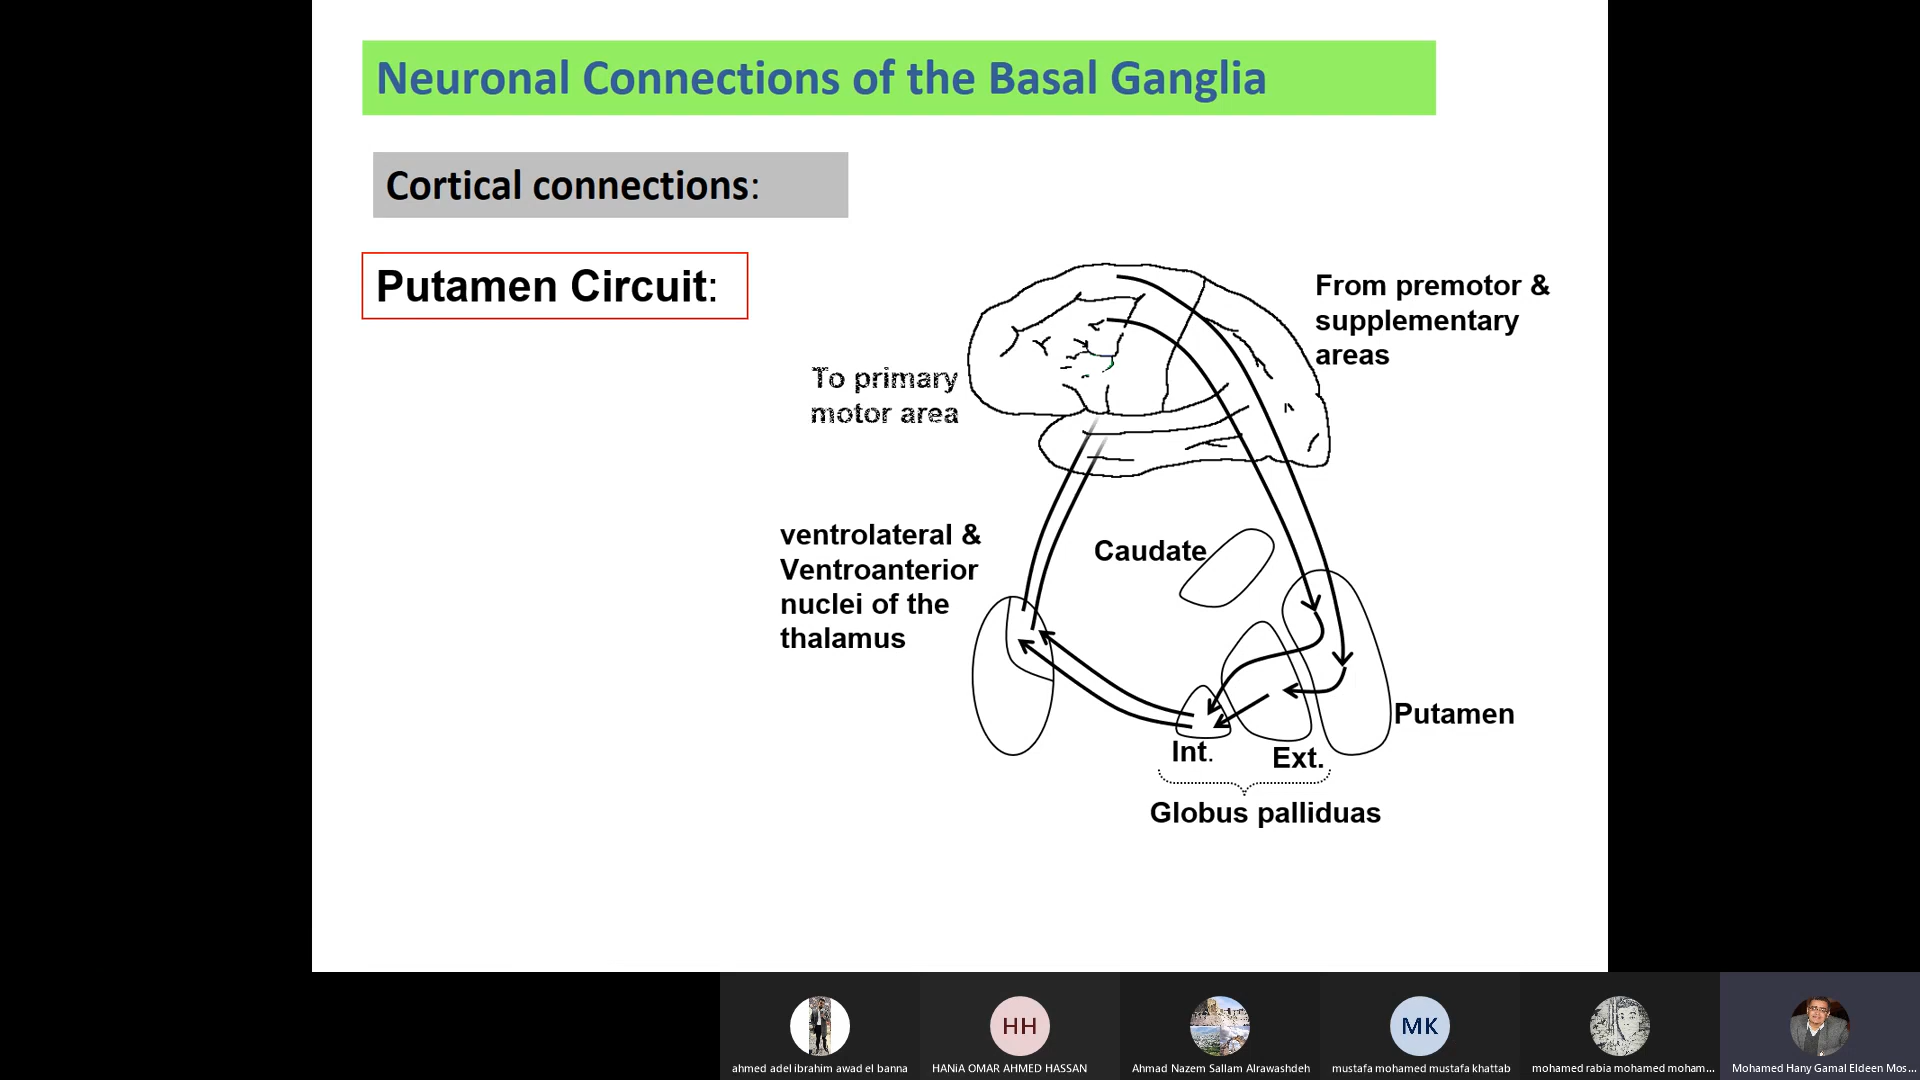 Neuronal Connections of the Basal Ganglia
Cortical connections:
Putamen Circuit:
From premotor &
supplementary
areas
To primary
motor area
ventrolateral &
Ventroanterior
nuclei of the
thalamus
Caudate
Putamen
Int.
Ext.
Globus palliduas
HH
MK
ahmed adel ibrahim awad el banna
HANiA OMAR AHMED HASSAN
Ahmad Nazem Sallam Alrawashdeh
mustafa mohamed mustafa khattab
mohamed rabia mohamed moham...
Mohamed Hany Gamal Eldeen Mos...